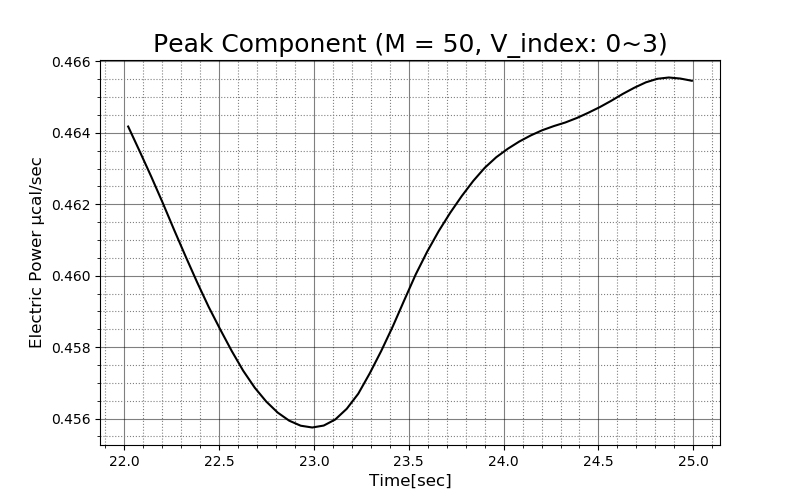 Peak Component (M = 50, V_index: 0~3)
0.466
0.464
0.462
0.460
0.458
0.456
Electric Power μcal/sec
22.0 22.5 23.0 23.5 24.0 24.5 25.0
Time[sec]